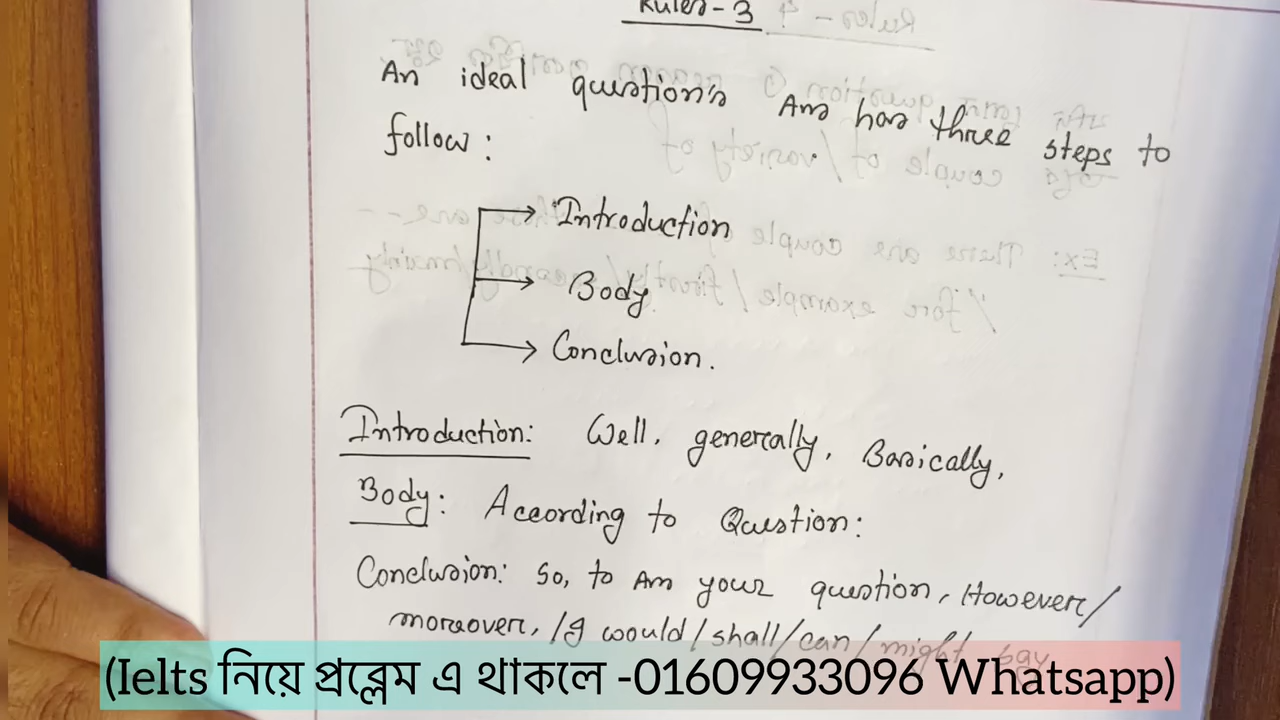 Rules-3
An ideal question's Ans has three steps to
follow:
Introduction
Body.
Conclusion.
Introduction: Well, generally, Basically,
Body: According to Question:
Conclusion: So, to Ans your question, However/
moreover, /I would/shall/can/might say
(Ielts নিয়ে প্রব্লেম এ থাকলে -01609933096 Whatsapp)